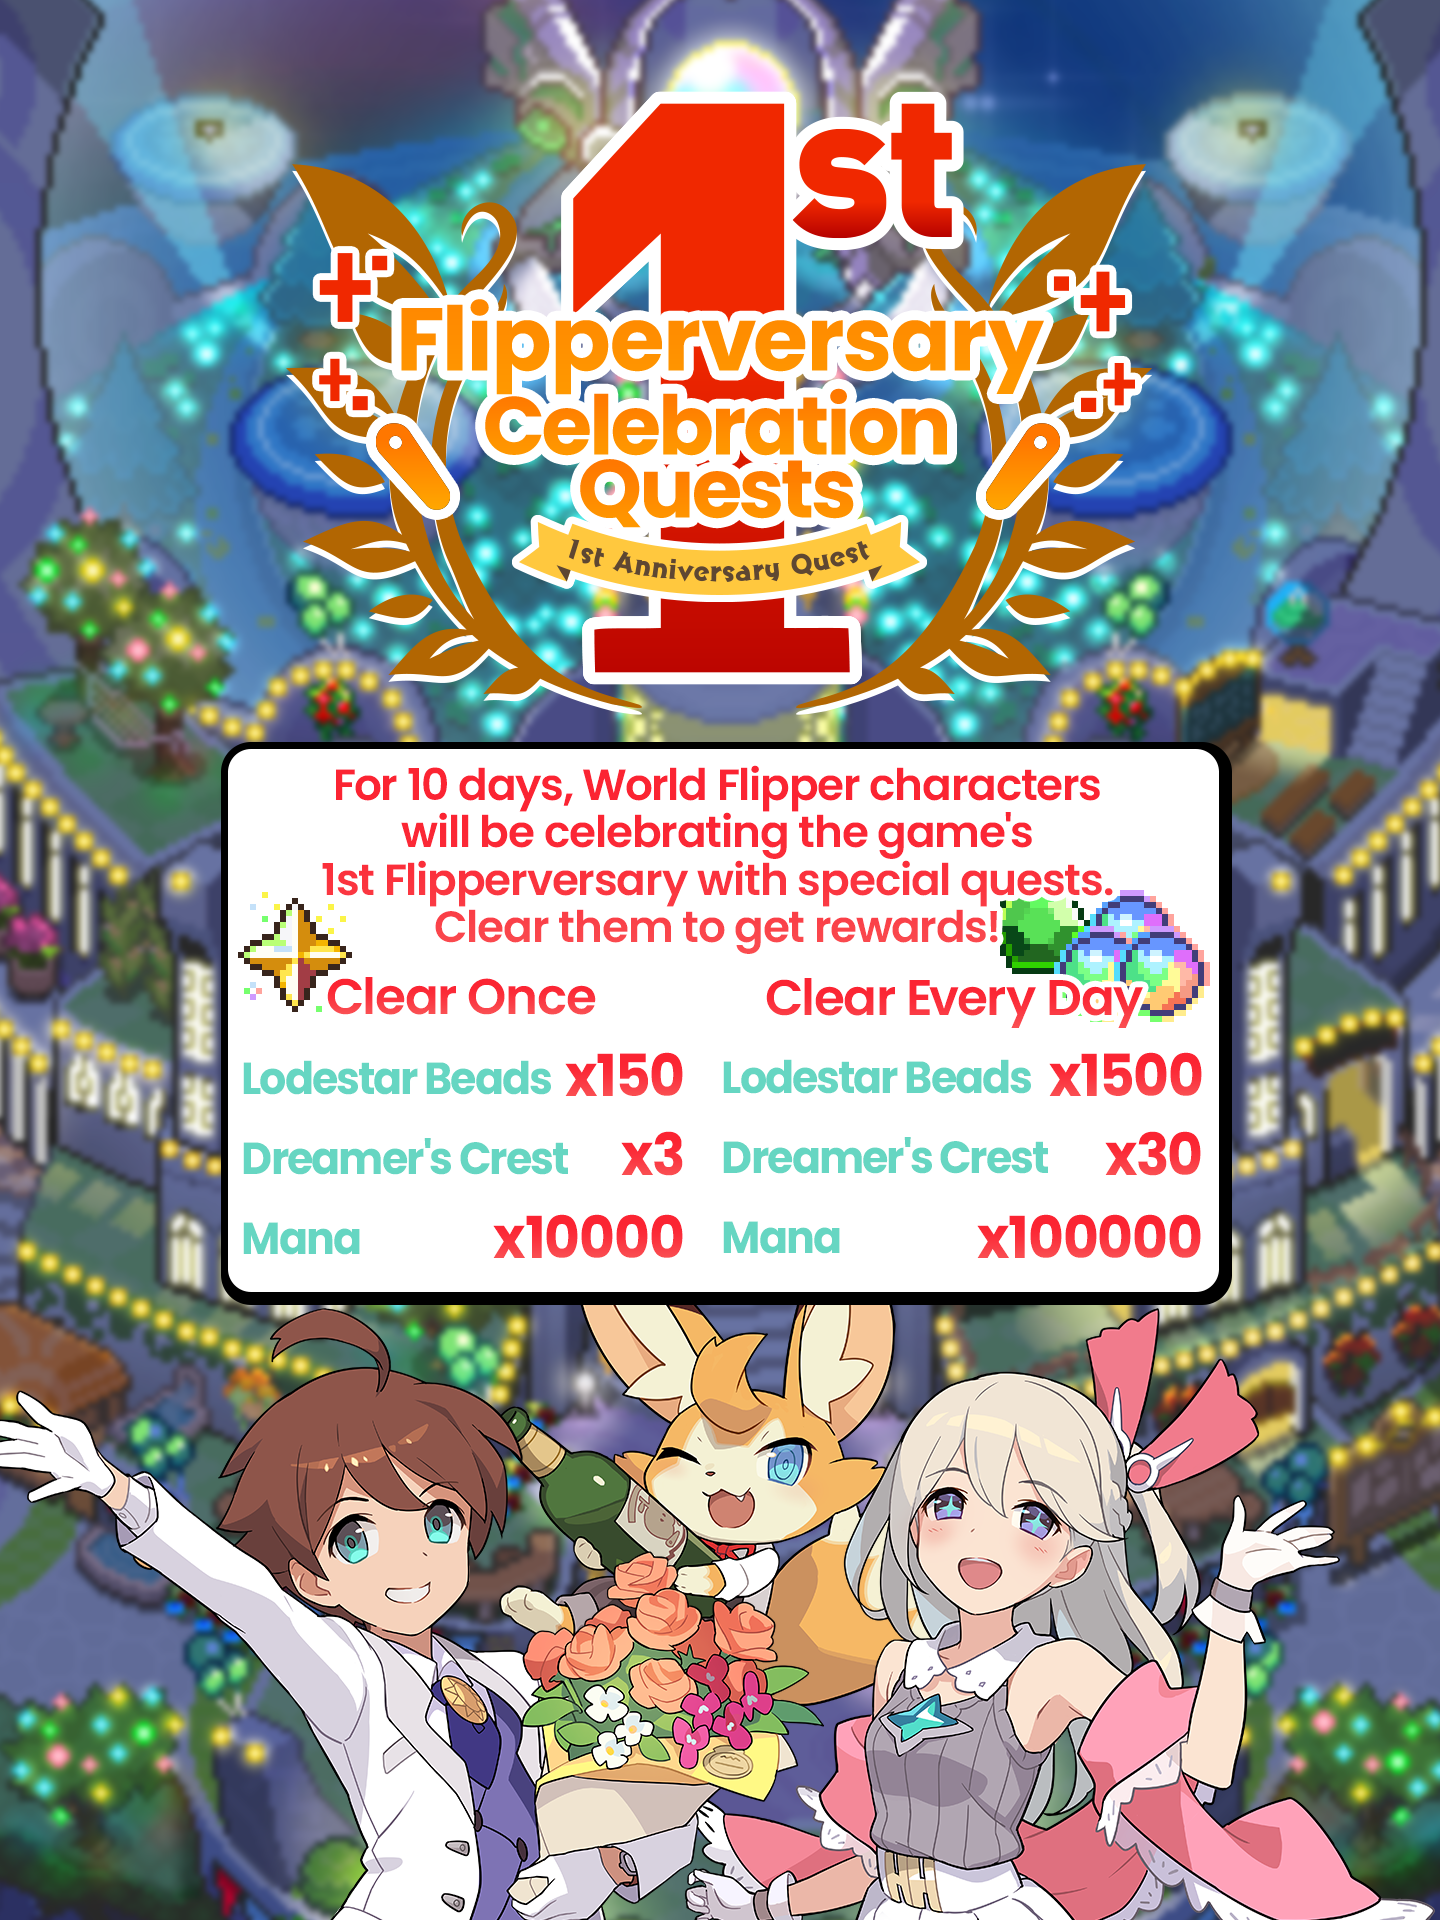 1st
Flipperversary
Celebration
Quests
1st Anniversary Quest
For 10 days, World Flipper characters
will be celebrating the game's
1st Flipperversary with special quests.
Clear them to get rewards!
Clear Once
Lodestar Beads x150
Dreamer's Crest x3
Mana x10000
Clear Every Day
Lodestar Beads x1500
Dreamer's Crest x30
Mana x100000